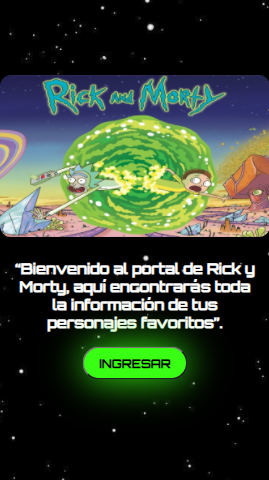 Rick and Morty
“Bienvenido al portal de Rick y
Morty, aquí encontrarás toda
la información de tus
personajes favoritos”.
INGRESAR